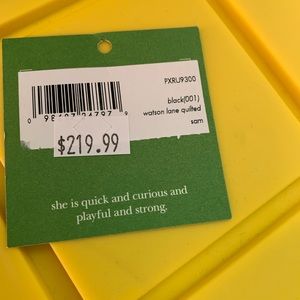 PXRU9300
black(001)
watson lane quilted
sam
$219.99
she is quick and curious and
playful and strong.